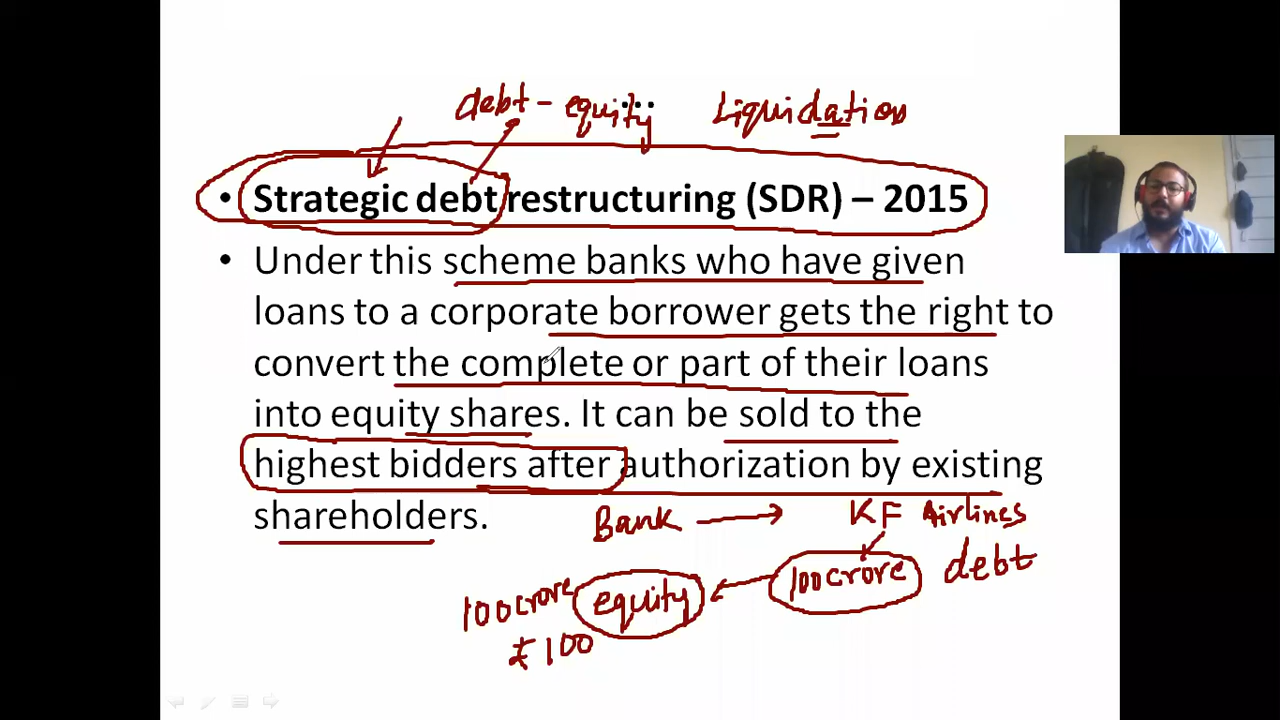 debt - equity ... Liquidation
• Strategic debt restructuring (SDR) – 2015
• Under this scheme banks who have given
loans to a corporate borrower gets the right to
convert the complete or part of their loans
into equity shares. It can be sold to the
highest bidders after authorization by existing
shareholders.
Bank → KF Airlines
100 crore debt
100 crore equity
₹ 100